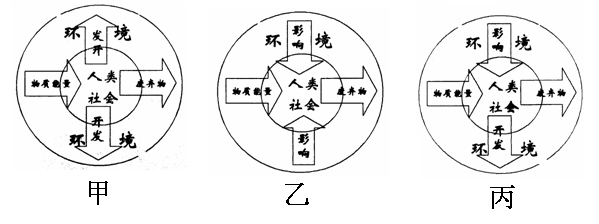 环 发开 境
物质能量 人类社会 废弃物
环 开发 境
甲
环 影响 境
物质能量 人类社会 废弃物
影响
乙
环 影响 境
物质能量 人类社会 废弃物
环 开发 境
丙